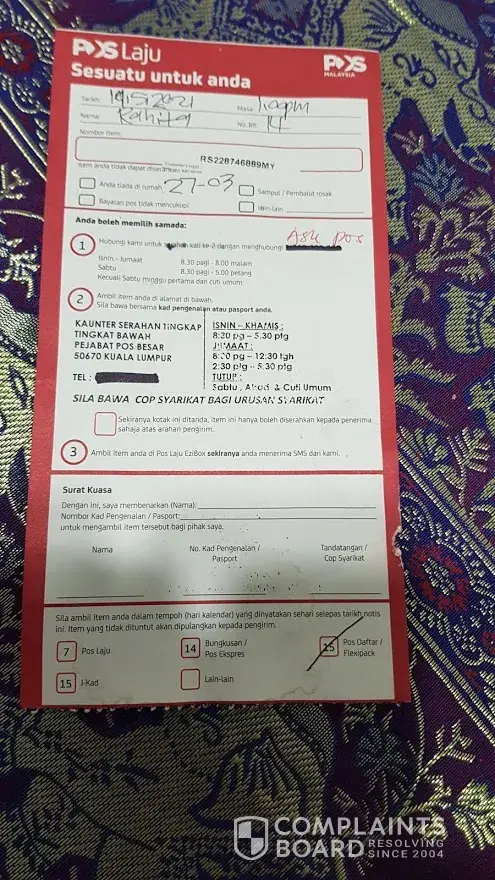 POS Laju
POS
MALAYSIA
Sesuatu untuk anda
Tarikh: Masa: 1.00pm
Nama: No. Bil: 14
Nombor Item:
RS228746889MY
Item anda tidak dapat diserahkan kerana
27-03
Anda tiada di rumah Sampul / Pembalut rosak
Bayaran pos tidak mencukupi Lain-lain
Anda boleh memilih samada:
Ask Pos
1 Hubungi kami untuk serahan kali ke-2 dengan menghubungi
Isnin - Jumaat 8.30 pagi - 8.00 malam
Sabtu 8.30 pagi - 5.00 petang
Kecuali Sabtu minggu pertama dan cuti umum
2 Ambil item anda di alamat di bawah.
Sila bawa bersama kad pengenalan atau pasport anda.
KAUNTER SERAHAN TINGKAP
TINGKAT BAWAH
PEJABAT POS BESAR
50670 KUALA LUMPUR
TEL :
ISNIN – KHAMIS :
8:30 pg – 5.30 ptg
JUMAAT :
8:30 pg – 12:30 tgh
2:30 ptg – 5:30 ptg
TUTUP :
Sabtu , Ahad & Cuti Umum
SILA BAWA COP SYARIKAT BAGI URUSAN SYARIKAT
Sekiranya kotak ini ditanda, item ini hanya boleh diserahkan kepada penerima
sahaja atas arahan pengirim.
3 Ambil item anda di Pos Laju EziBox sekiranya anda menerima SMS dari kami.
Surat Kuasa
Dengan ini, saya membenarkan (Nama):
Nombor Kad Pengenalan / Pasport:
untuk mengambil item tersebut bagi pihak saya.
Nama No. Kad Pengenalan / Tandatangan /
Pasport Cop Syarikat
Sila ambil item anda dalam tempoh (hari kalendar) yang dinyatakan sehari selepas tarikh notis
ini. Item yang tidak dituntut akan dipulangkan kepada pengirim.
7 Pos Laju 14 Bungkusan / 15 Pos Daftar /
Pos Ekspres Flexipack
15 I-Kad Lain-lain
COMPLAINTS
BOARD RESOLVING
SINCE 2004